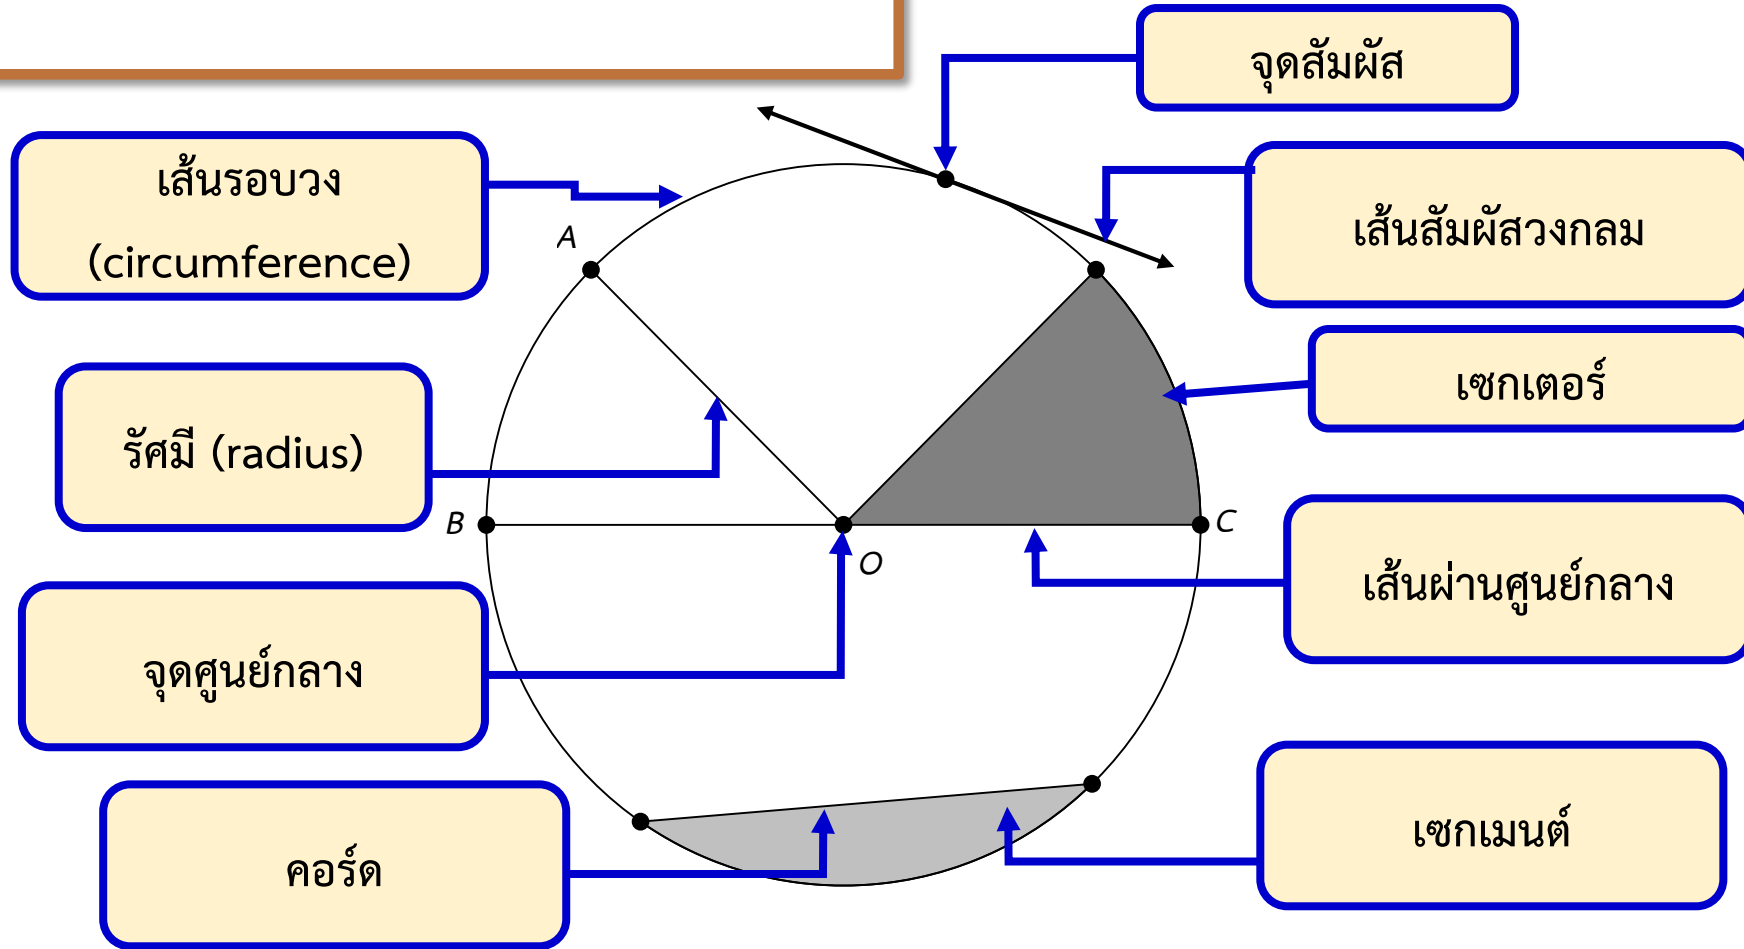 จุดสัมผัส
เส้นรอบวง
(circumference)
เส้นสัมผัสวงกลม
A
เซกเตอร์
รัศมี (radius)
B
C
O
เส้นผ่านศูนย์กลาง
จุดศูนย์กลาง
เซกเมนต์
คอร์ด